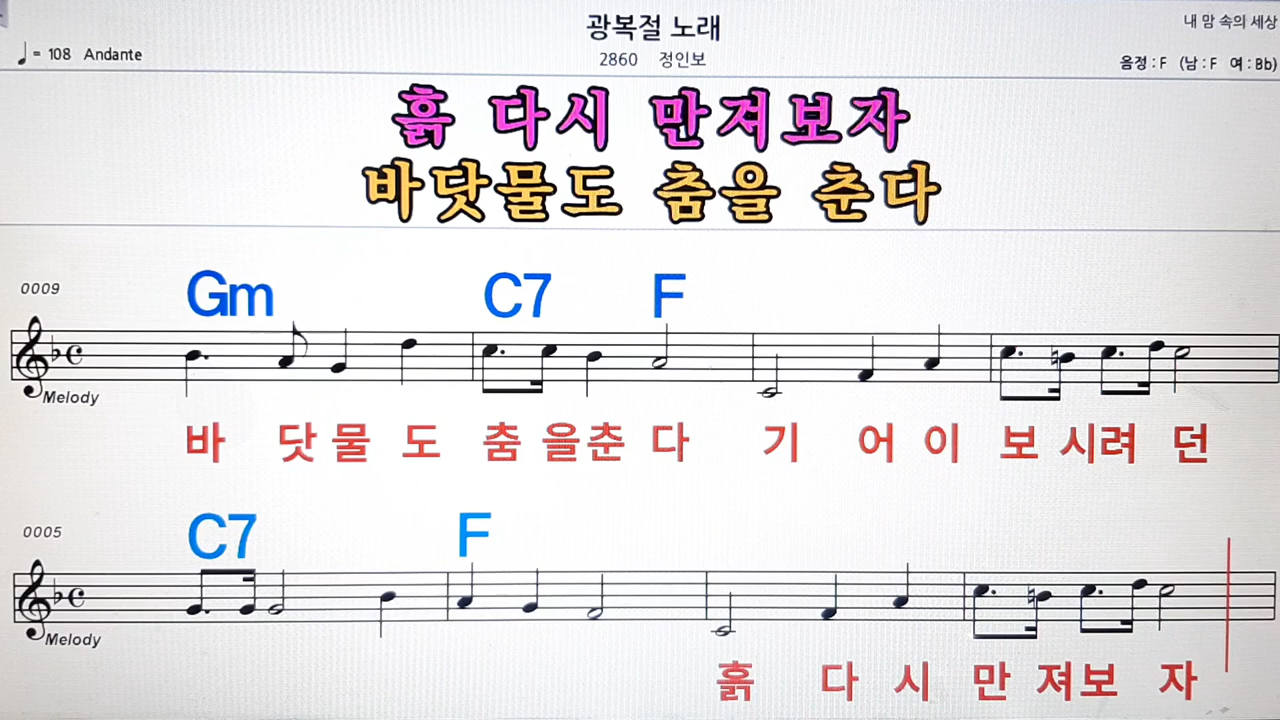 광복절 노래
내 맘 속의 세상
= 108 Andante
2860 정인보
음정 : F (남 : F 여 : Bb)
흙 다시 만져보자
바닷물도 춤을 춘다
0009
Gm C7 F
Melody
바 닷 물 도 춤 을 춘 다 기 어 이 보 시 려 던
0005
C7 F
Melody
흙 다 시 만 져 보 자